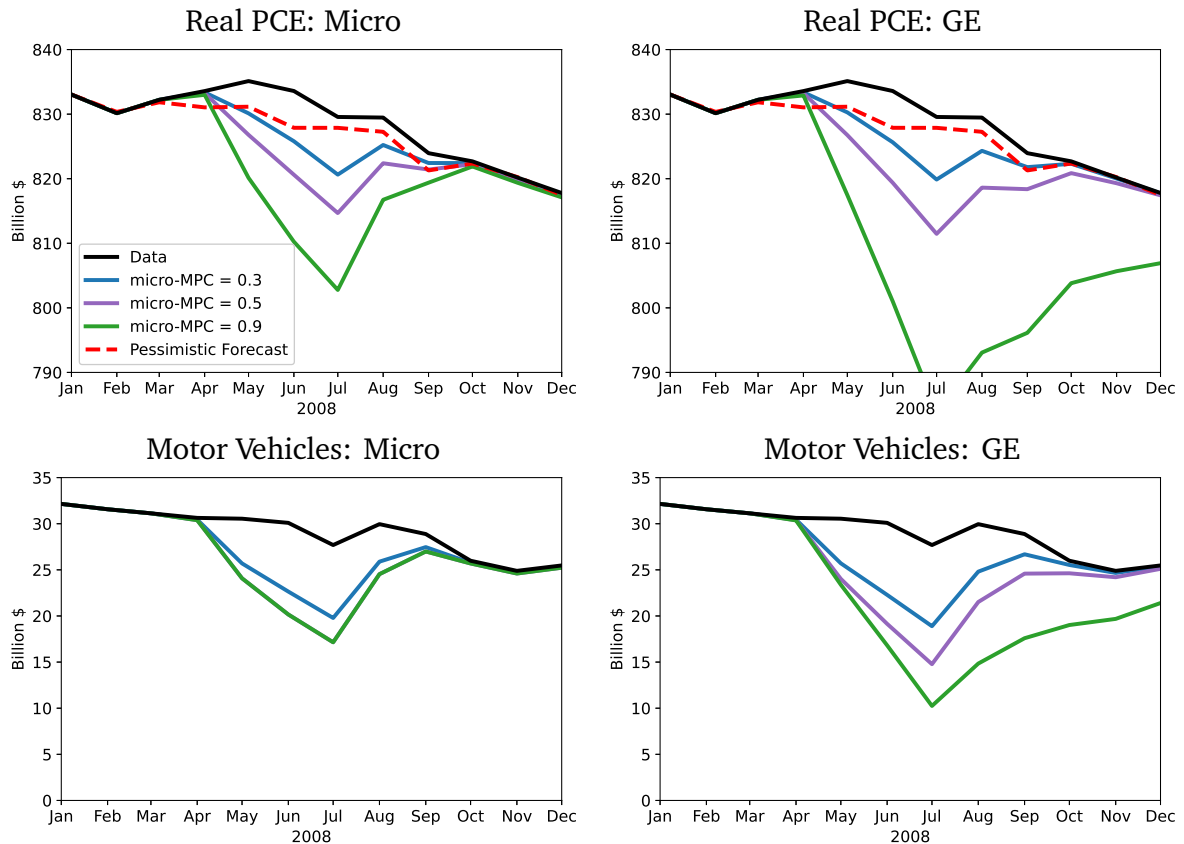 Real PCE: Micro
840
830
820
810
800
790
Billion $
Data
micro-MPC = 0.3
micro-MPC = 0.5
micro-MPC = 0.9
Pessimistic Forecast
Jan Feb Mar Apr May Jun Jul Aug Sep Oct Nov Dec
2008
Real PCE: GE
840
830
820
810
800
790
Billion $
Jan Feb Mar Apr May Jun Jul Aug Sep Oct Nov Dec
2008
Motor Vehicles: Micro
35
30
25
20
15
10
5
0
Billion $
Jan Feb Mar Apr May Jun Jul Aug Sep Oct Nov Dec
2008
Motor Vehicles: GE
35
30
25
20
15
10
5
0
Billion $
Jan Feb Mar Apr May Jun Jul Aug Sep Oct Nov Dec
2008